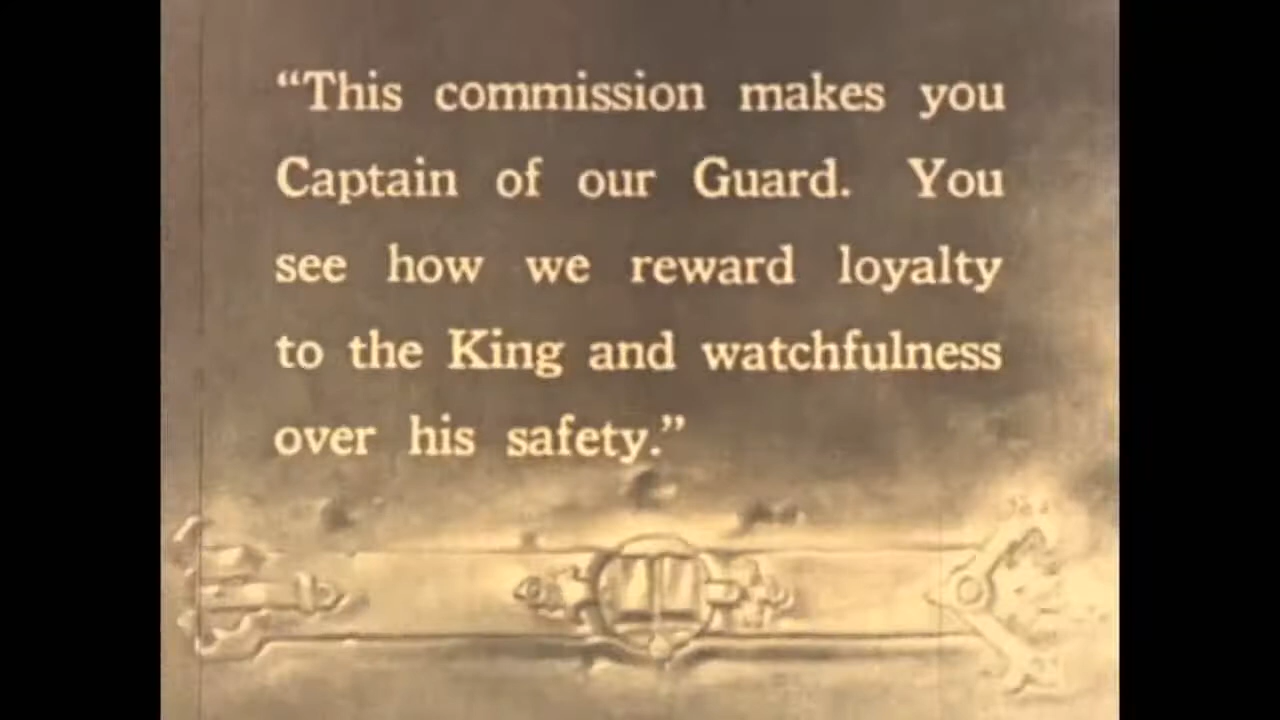 “This commission makes you
Captain of our Guard. You
see how we reward loyalty
to the King and watchfulness
over his safety.”